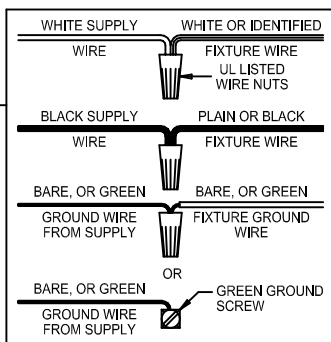 WHITE SUPPLY WIRE
WHITE OR IDENTIFIED FIXTURE WIRE
UL LISTED
WIRE NUTS
BLACK SUPPLY WIRE
PLAIN OR BLACK FIXTURE WIRE
BARE, OR GREEN
GROUND WIRE
FROM SUPPLY
BARE, OR GREEN
FIXTURE GROUND
WIRE
OR
BARE, OR GREEN
GROUND WIRE
FROM SUPPLY
GREEN GROUND
SCREW